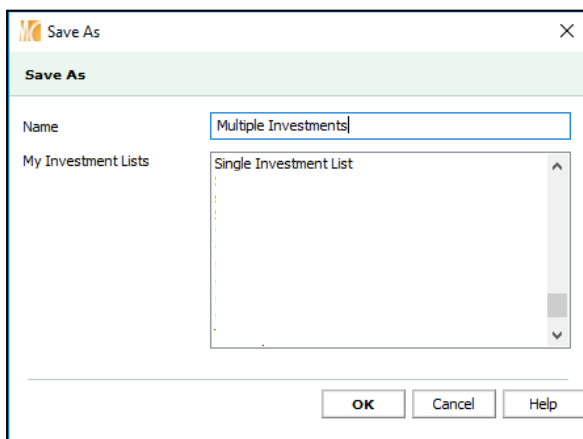 Save As
Save As
Name
Multiple Investments
My Investment Lists
Single Investment List
OK
Cancel
Help